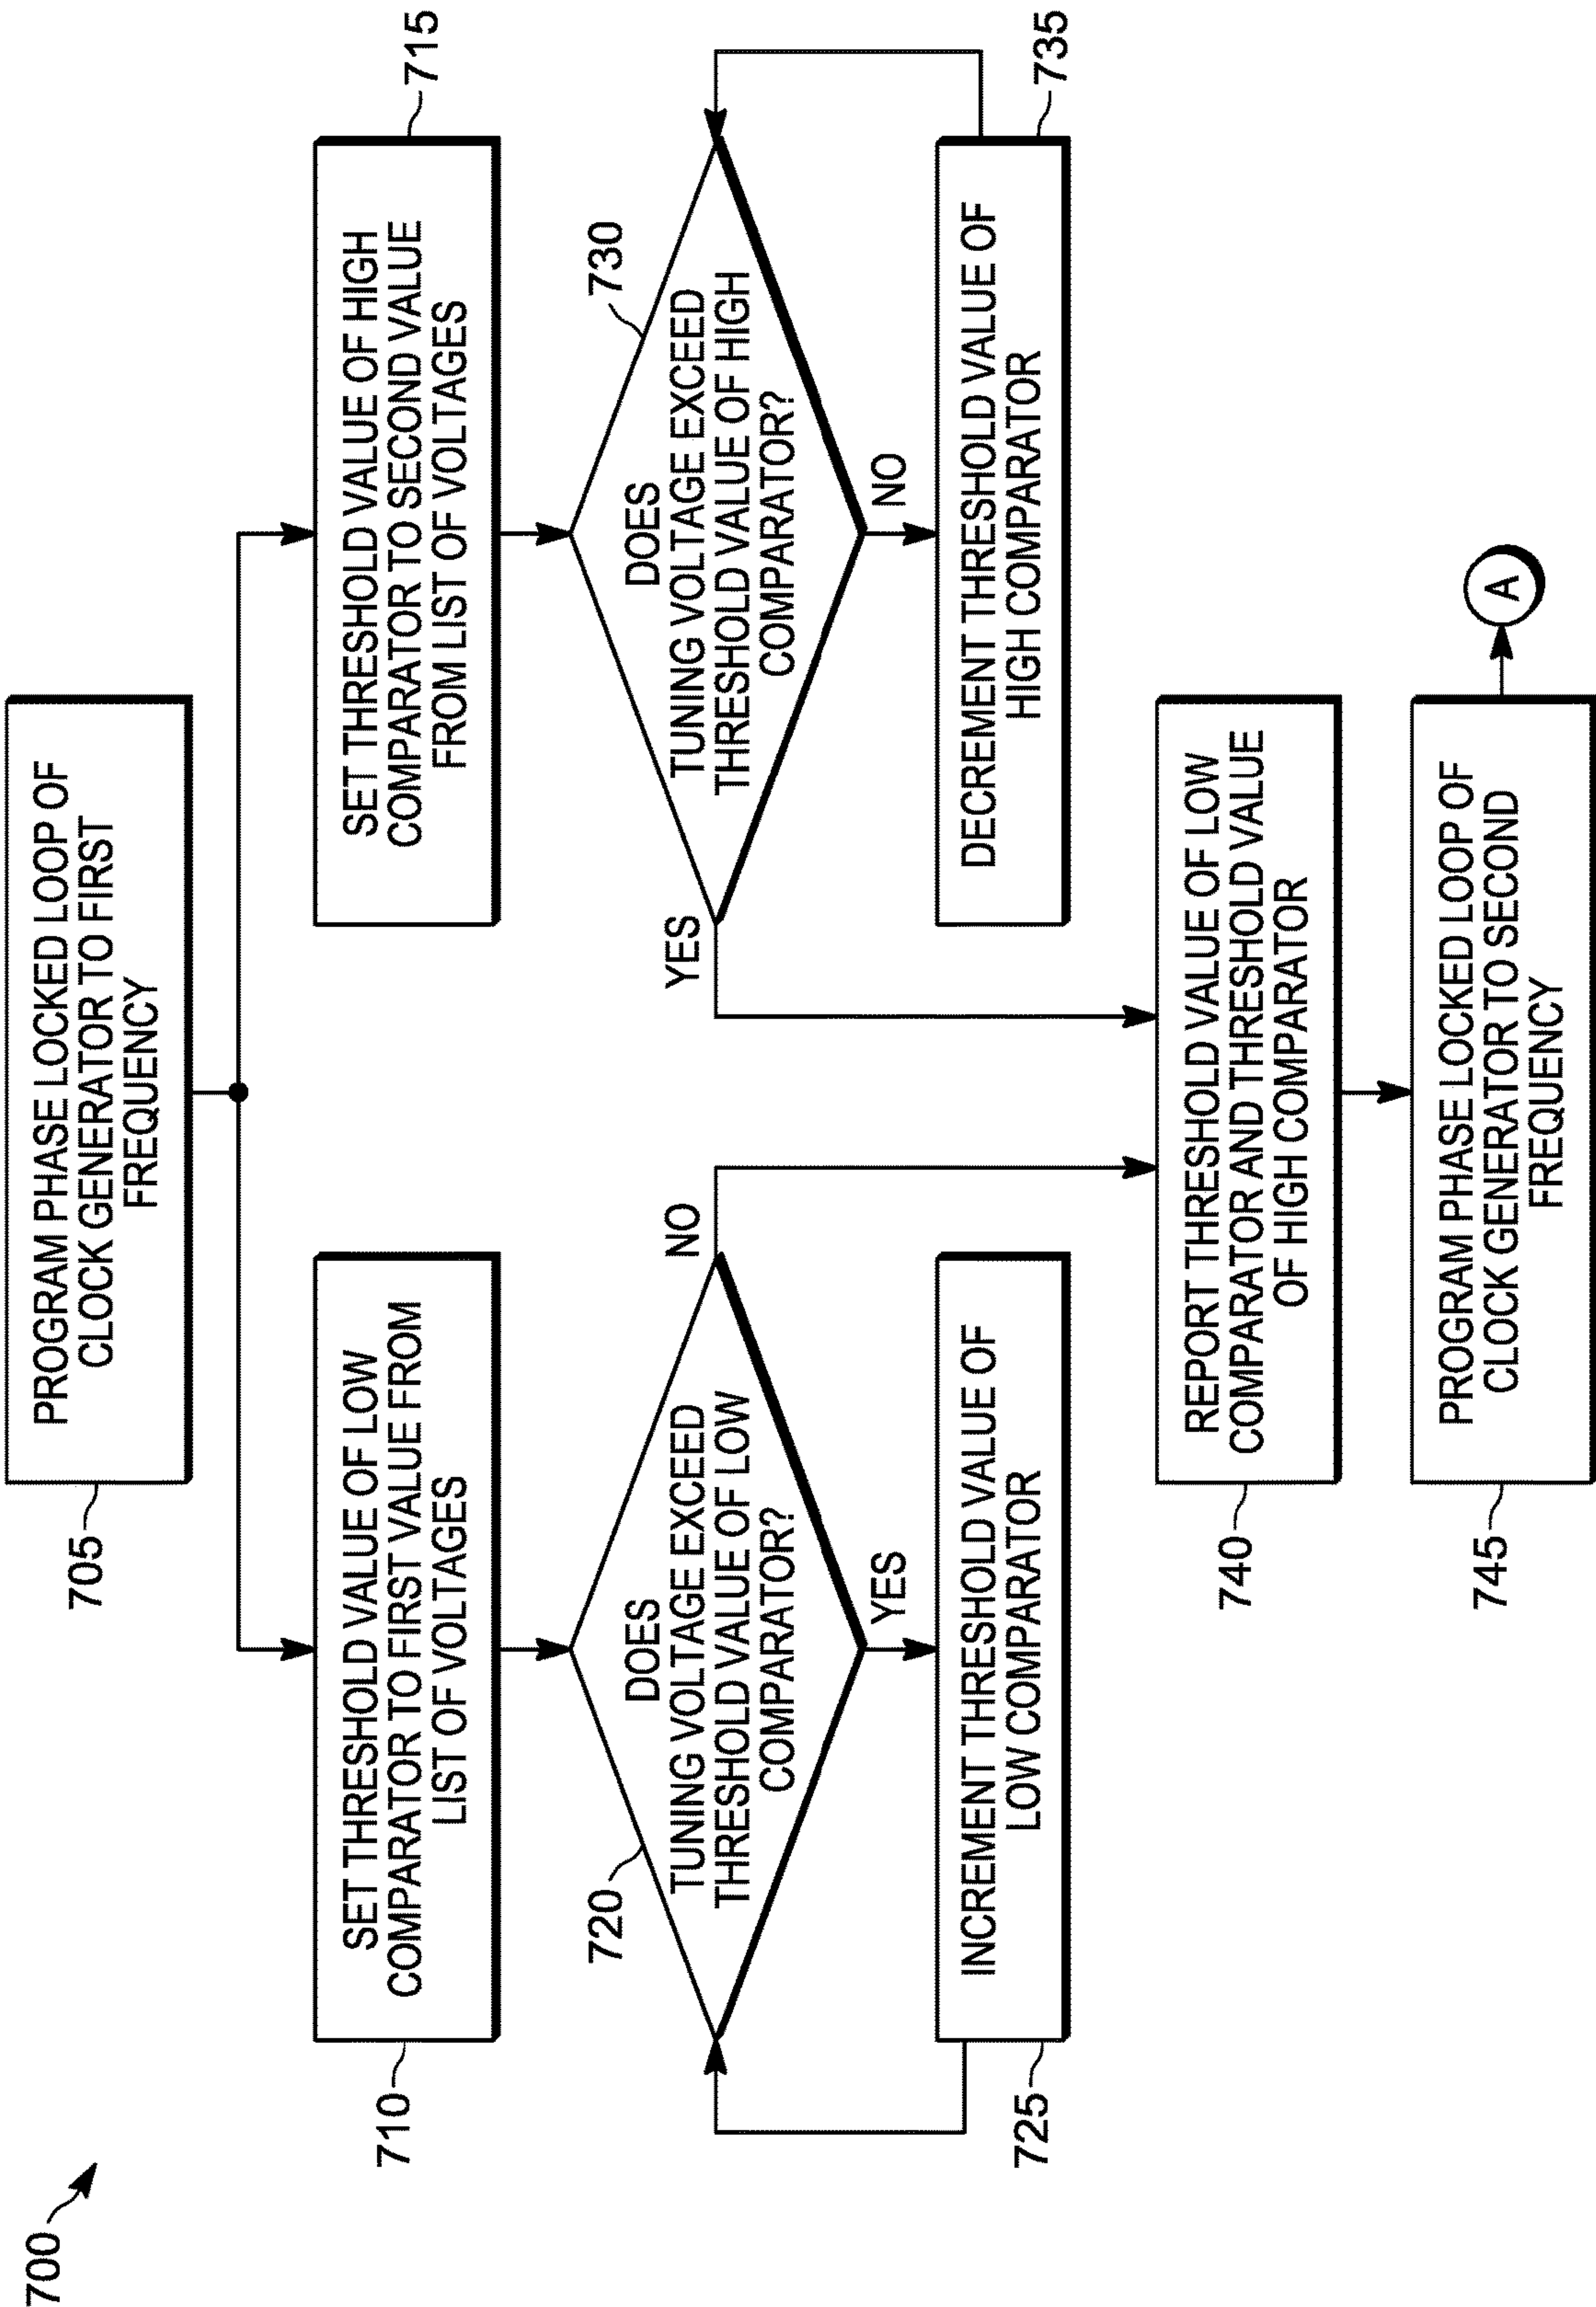 700
705
PROGRAM PHASE LOCKED LOOP OF
CLOCK GENERATOR TO FIRST
FREQUENCY
710
SET THRESHOLD VALUE OF LOW
COMPARATOR TO FIRST VALUE FROM
LIST OF VOLTAGES
715
SET THRESHOLD VALUE OF HIGH
COMPARATOR TO SECOND VALUE
FROM LIST OF VOLTAGES
720
DOES
TUNING VOLTAGE EXCEED
THRESHOLD VALUE OF LOW
COMPARATOR?
NO
YES
730
DOES
TUNING VOLTAGE EXCEED
THRESHOLD VALUE OF HIGH
COMPARATOR?
YES
NO
725
INCREMENT THRESHOLD VALUE OF
LOW COMPARATOR
735
DECREMENT THRESHOLD VALUE OF
HIGH COMPARATOR
740
REPORT THRESHOLD VALUE OF LOW
COMPARATOR AND THRESHOLD VALUE
OF HIGH COMPARATOR
745
PROGRAM PHASE LOCKED LOOP OF
CLOCK GENERATOR TO SECOND
FREQUENCY
A